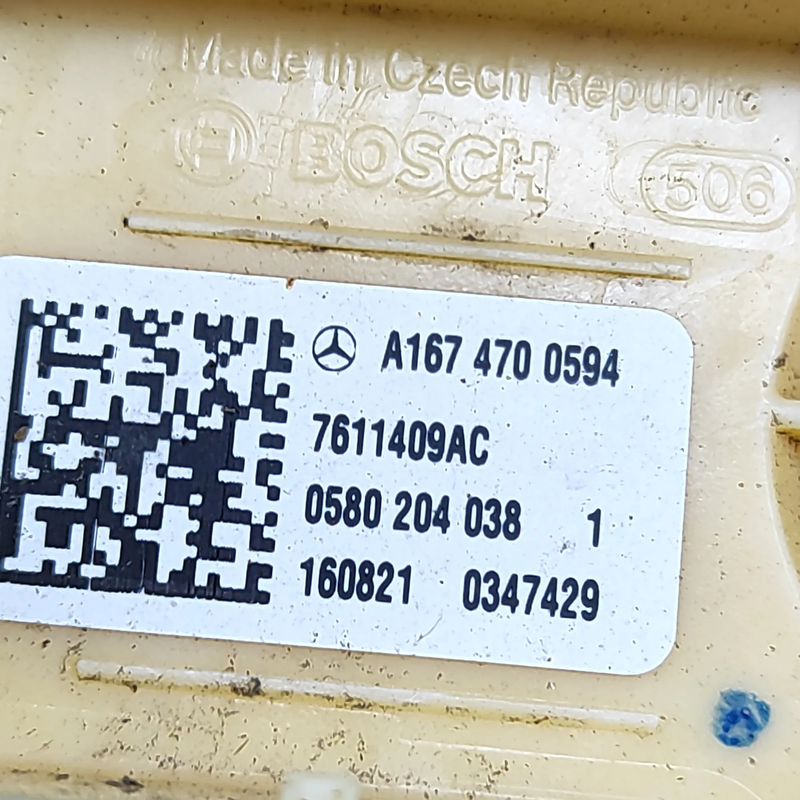 Made in Czech Republic
BOSCH 506
A167 470 0594
7611409AC
0580 204 038 1
160821 0347429